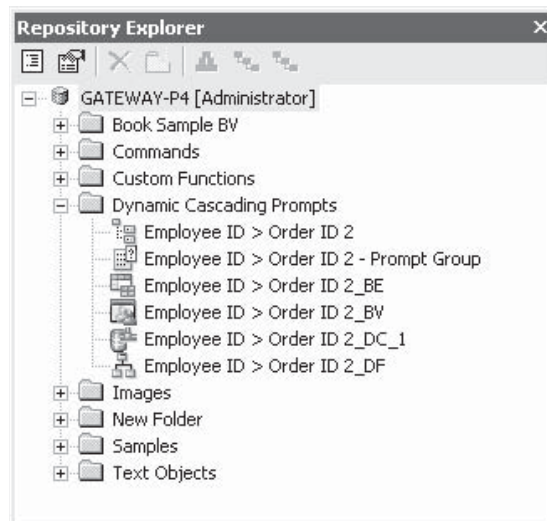 Repository Explorer
GATEWAY-P4 [Administrator]
Book Sample BV
Commands
Custom Functions
Dynamic Cascading Prompts
Employee ID > Order ID 2
Employee ID > Order ID 2 - Prompt Group
Employee ID > Order ID 2_BE
Employee ID > Order ID 2_BV
Employee ID > Order ID 2_DC_1
Employee ID > Order ID 2_DF
Images
New Folder
Samples
Text Objects